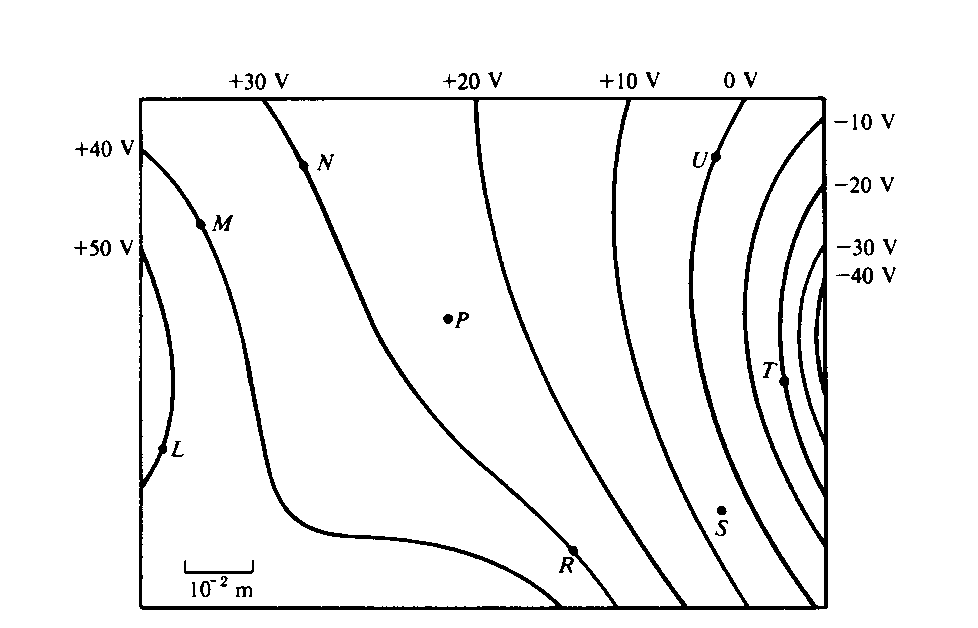 +30 V +20 V +10 V 0 V
-10 V
+40 V
N
U
-20 V
M
+50 V
-30 V
-40 V
P
T
L
S
R
10⁻² m